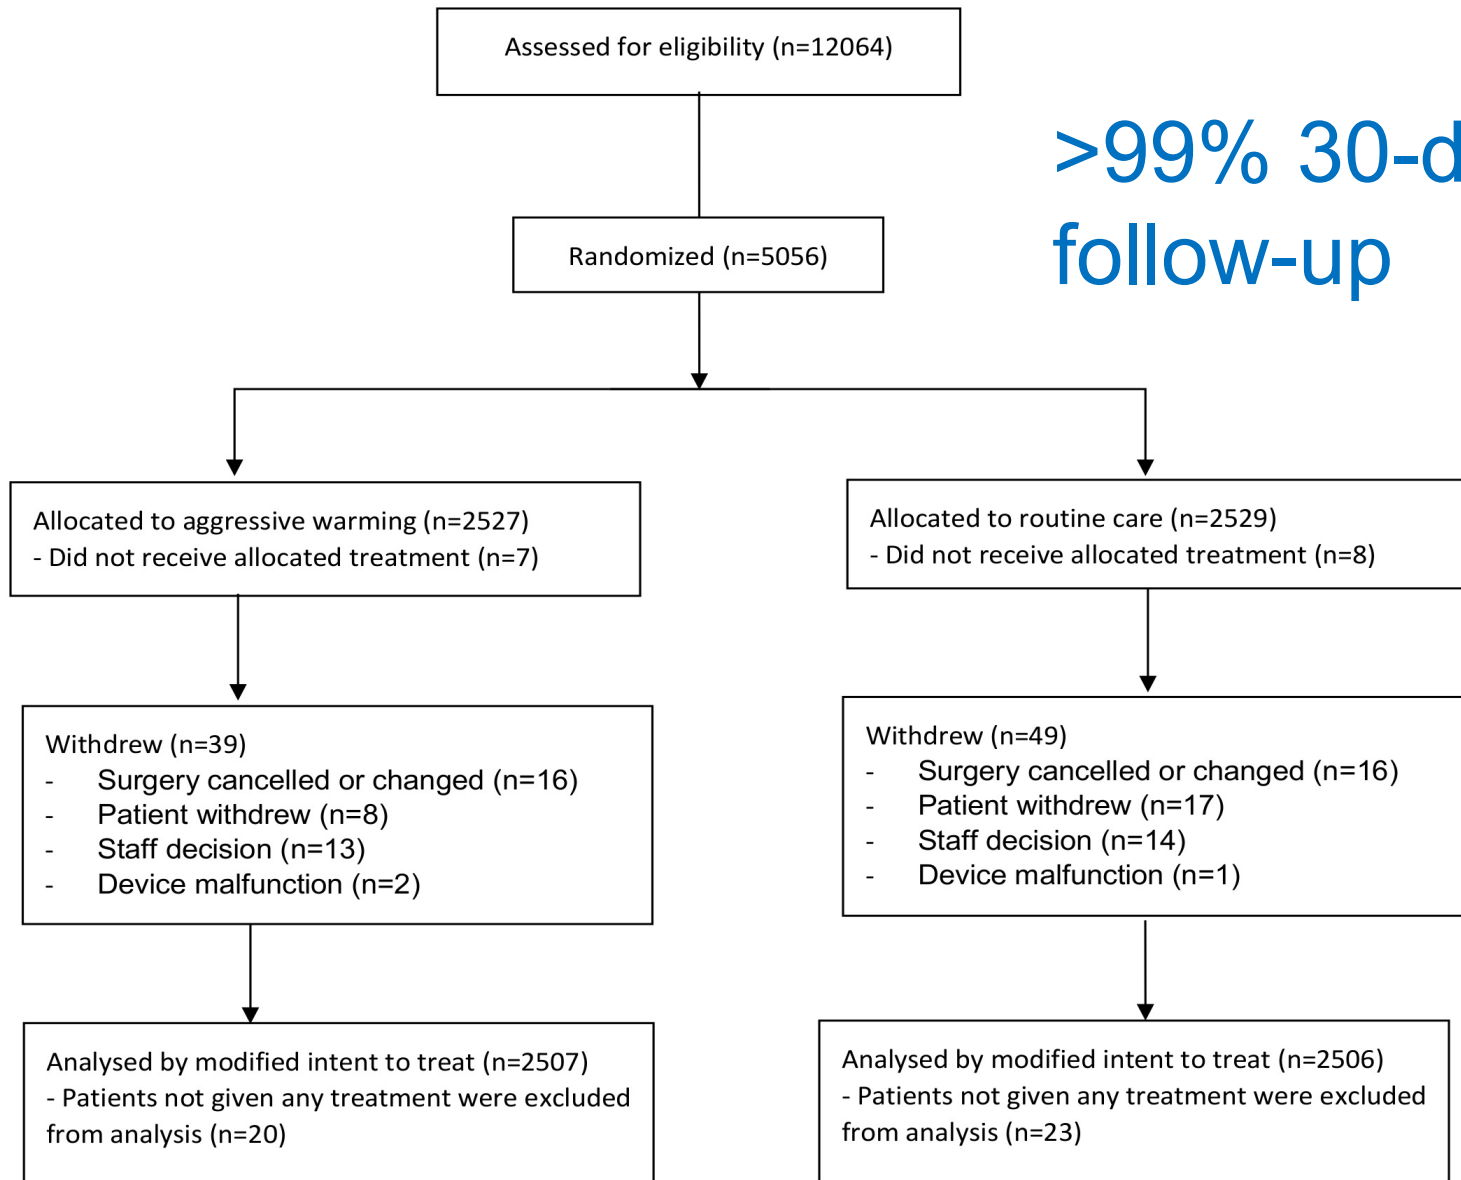 Assessed for eligibility (n=12064)
>99% 30-d
follow-up
Randomized (n=5056)
Allocated to aggressive warming (n=2527)
- Did not receive allocated treatment (n=7)
Allocated to routine care (n=2529)
- Did not receive allocated treatment (n=8)
Withdrew (n=39)
- Surgery cancelled or changed (n=16)
- Patient withdrew (n=8)
- Staff decision (n=13)
- Device malfunction (n=2)
Withdrew (n=49)
- Surgery cancelled or changed (n=16)
- Patient withdrew (n=17)
- Staff decision (n=14)
- Device malfunction (n=1)
Analysed by modified intent to treat (n=2507)
- Patients not given any treatment were excluded
from analysis (n=20)
Analysed by modified intent to treat (n=2506)
- Patients not given any treatment were excluded
from analysis (n=23)